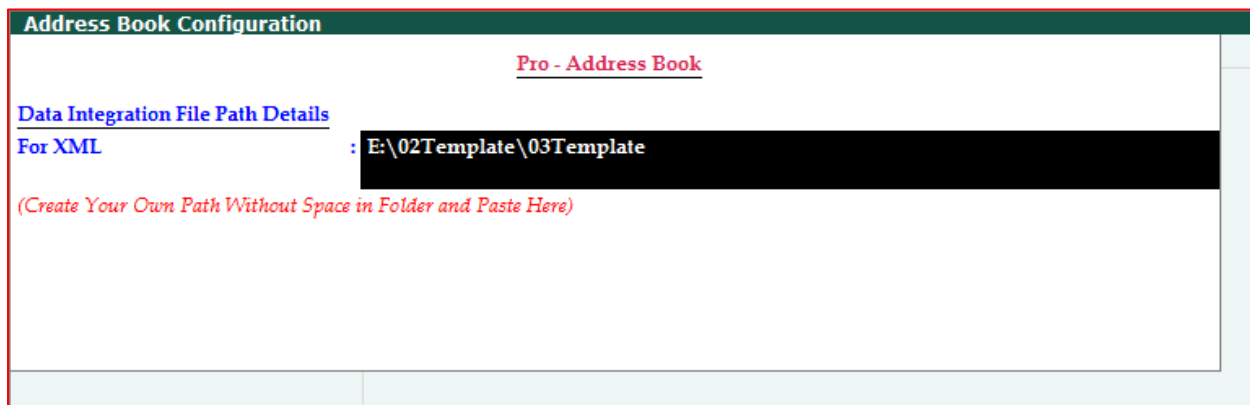 Address Book Configuration
Pro - Address Book
Data Integration File Path Details
For XML : E:\02Template\03Template
(Create Your Own Path Without Space in Folder and Paste Here)